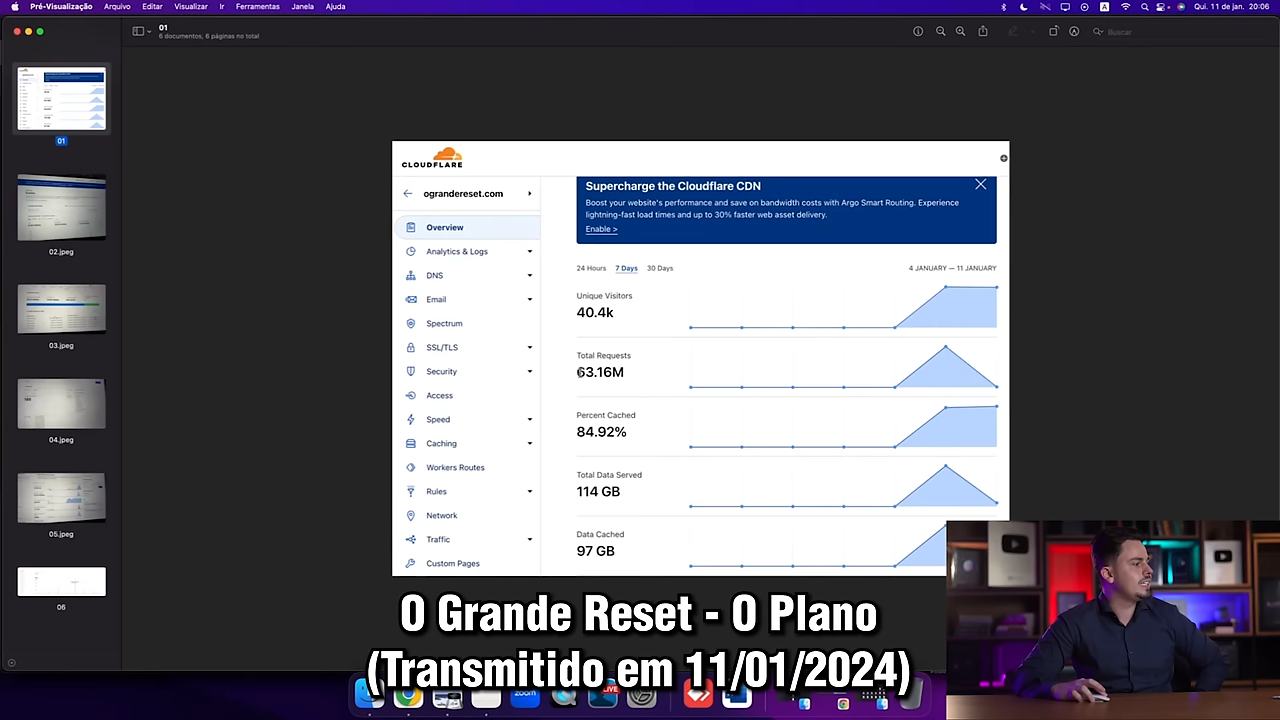 Pré-Visualização Arquivo Editar Visualizar Ir Ferramentas Janela Ajuda
A
Qui. 11 de jan. 20:06
01
6 documentos, 6 páginas no total
Buscar
01
02.jpeg
03.jpeg
04.jpeg
05.jpeg
06
CLOUDFLARE
ograndereset.com
Overview
Analytics & Logs
DNS
Email
Spectrum
SSL/TLS
Security
Access
Speed
Caching
Workers Routes
Rules
Network
Traffic
Custom Pages
Supercharge the Cloudflare CDN
Boost your website's performance and save on bandwidth costs with Argo Smart Routing. Experience
lightning-fast load times and up to 30% faster web asset delivery.
Enable >
24 Hours 7 Days 30 Days
4 JANUARY — 11 JANUARY
Unique Visitors
40.4k
Total Requests
63.16M
Percent Cached
84.92%
Total Data Served
114 GB
Data Cached
97 GB
O Grande Reset - O Plano
(Transmitido em 11/01/2024)
zoom
LIVE